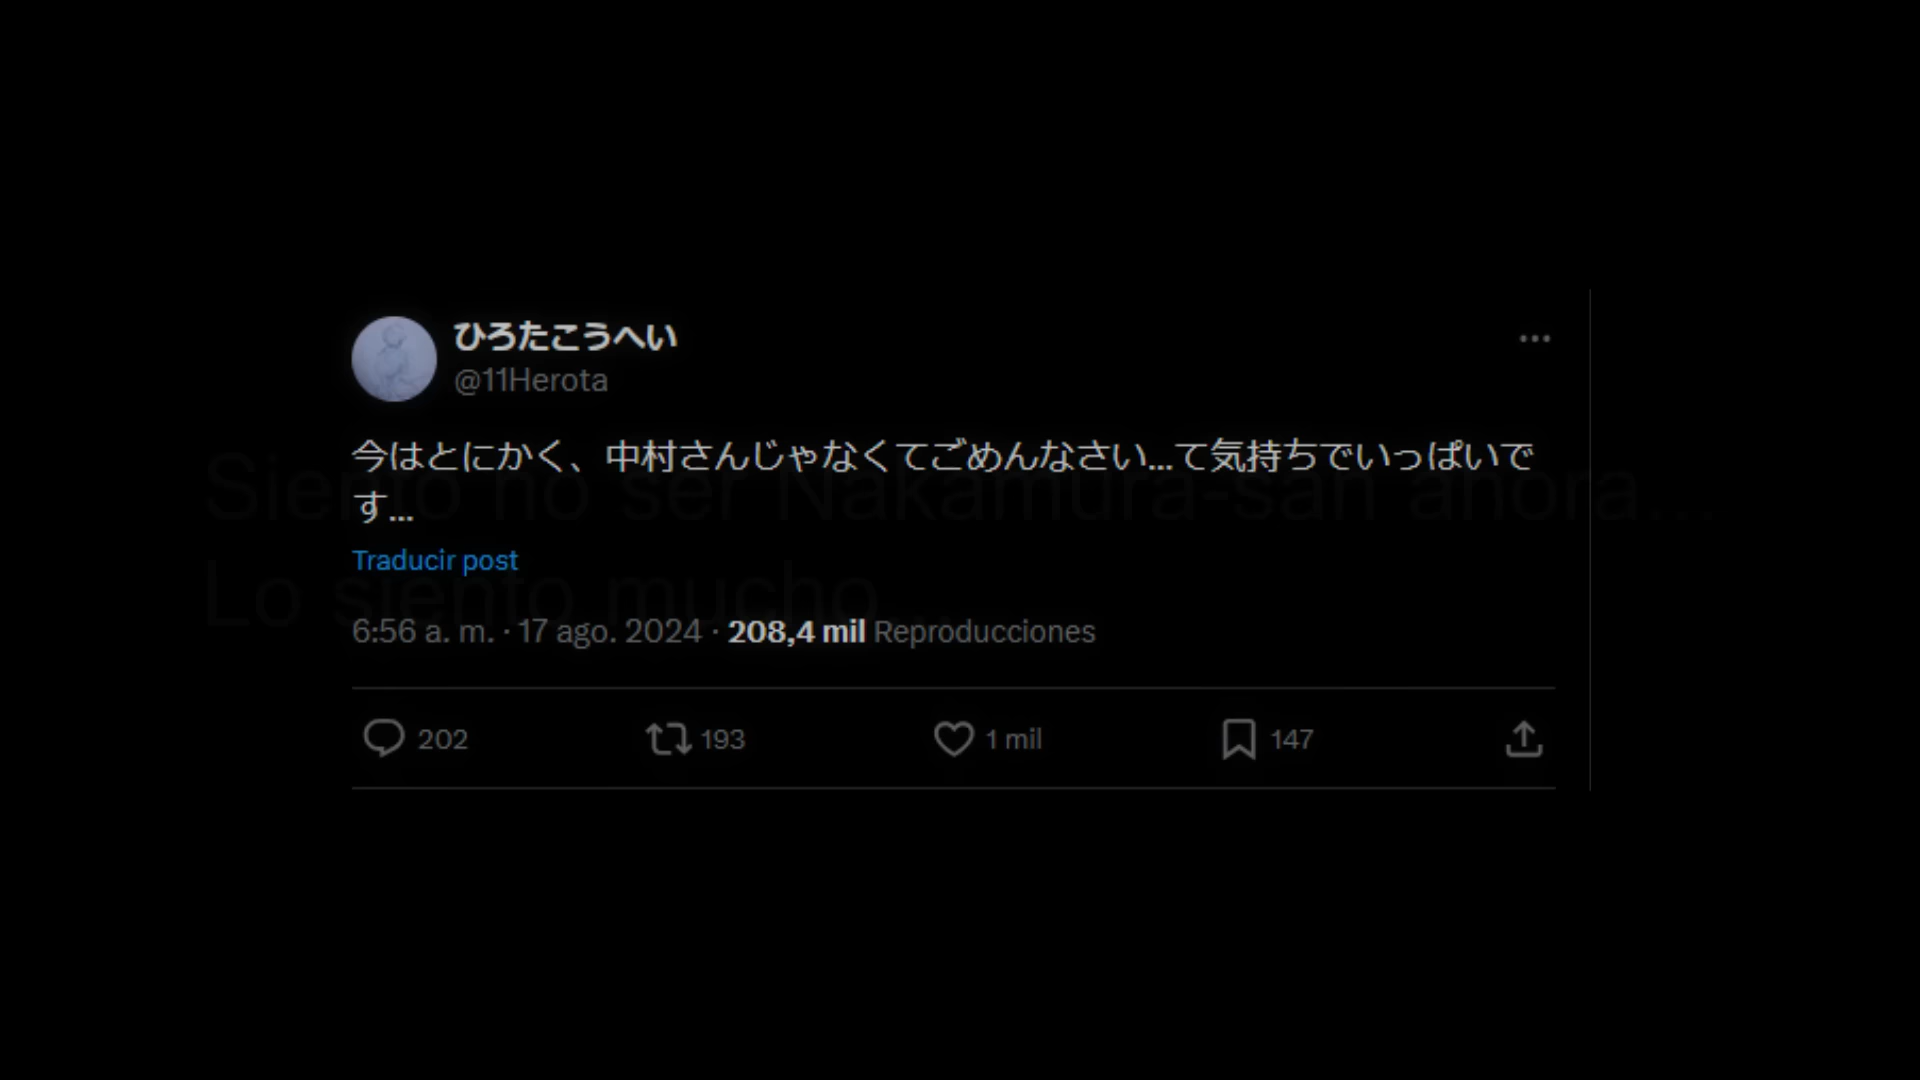 ひろたこうへい
@11Herota
今はとにかく、中村さんじゃなくてごめんなさい...て気持ちでいっぱいで
す...
Siento no ser Nakamura-san ahora...
Lo siento mucho
Traducir post
6:56 a. m. · 17 ago. 2024 · 208,4 mil Reproducciones
202 193 1 mil 147